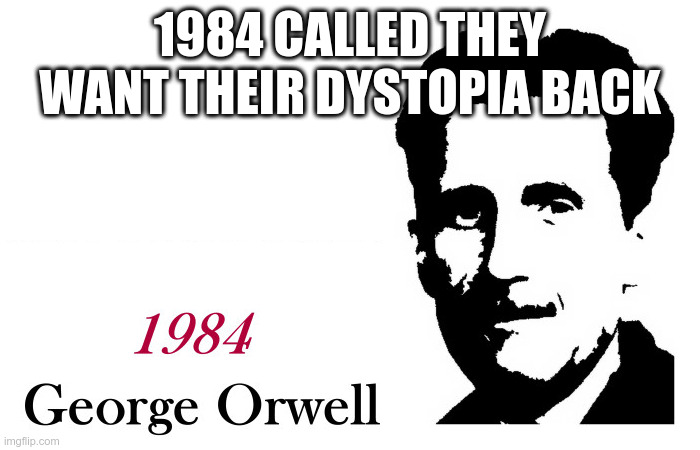 1984 CALLED THEY
WANT THEIR DYSTOPIA BACK
1984
George Orwell
imgflip.com